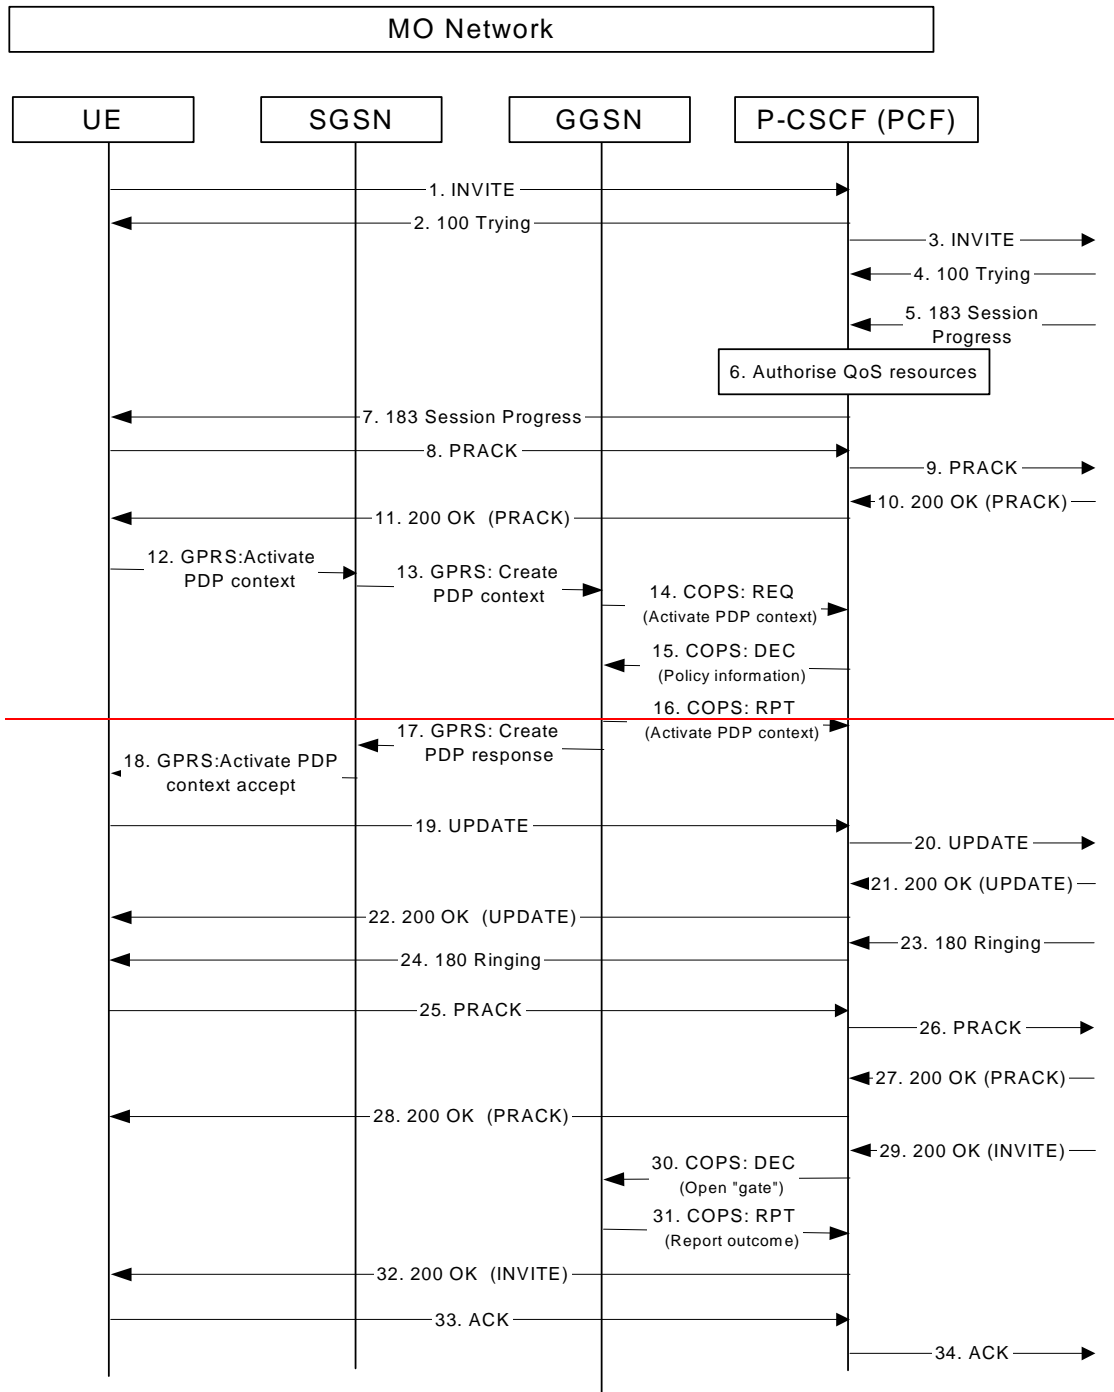 MO Network
UE
SGSN
GGSN
P-CSCF (PCF)
1. INVITE
2. 100 Trying
3. INVITE
4. 100 Trying
5. 183 Session
Progress
6. Authorise QoS resources
7. 183 Session Progress
8. PRACK
9. PRACK
10. 200 OK (PRACK)
11. 200 OK (PRACK)
12. GPRS:Activate
PDP context
13. GPRS: Create
PDP context
14. COPS: REQ
(Activate PDP context)
15. COPS: DEC
(Policy information)
16. COPS: RPT
(Activate PDP context)
17. GPRS: Create
PDP response
18. GPRS:Activate PDP
context accept
19. UPDATE
20. UPDATE
21. 200 OK (UPDATE)
22. 200 OK (UPDATE)
23. 180 Ringing
24. 180 Ringing
25. PRACK
26. PRACK
27. 200 OK (PRACK)
28. 200 OK (PRACK)
29. 200 OK (INVITE)
30. COPS: DEC
(Open "gate")
31. COPS: RPT
(Report outcome)
32. 200 OK (INVITE)
33. ACK
34. ACK